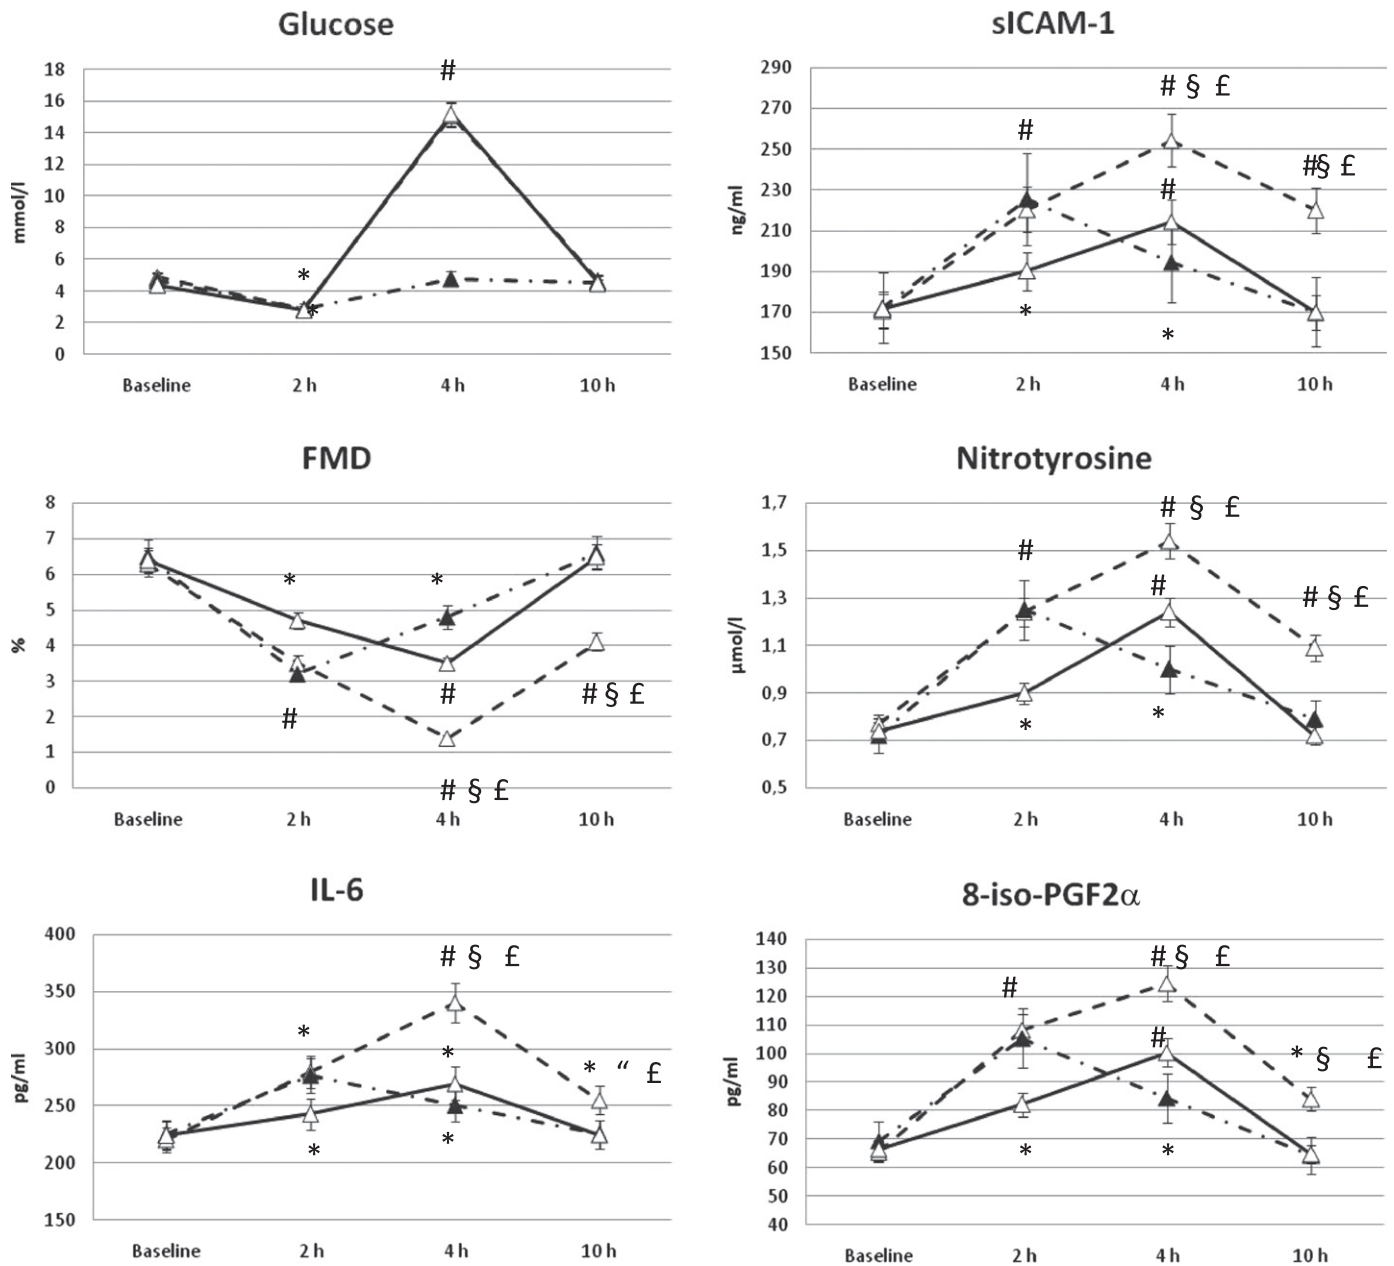 Glucose
18
16
14
12
10
8
6
4
2
0
mmol/l
#
*
*
Baseline 2 h 4 h 10 h
sICAM-1
290
270
250
230
210
190
170
150
ng/ml
# § £
#
#§ £
#
*
*
Baseline 2 h 4 h 10 h
FMD
8
7
6
5
4
3
2
1
0
%
* *
# # § £
#
# § £
Baseline 2 h 4 h 10 h
Nitrotyrosine
1,7
1,5
1,3
1,1
0,9
0,7
0,5
µmol/l
# § £
#
# # § £
*
*
Baseline 2 h 4 h 10 h
IL-6
400
350
300
250
200
150
pg/ml
# § £
*
*
* “ £
*
*
Baseline 2 h 4 h 10 h
8-iso-PGF2α
140
130
120
110
100
90
80
70
60
50
40
pg/ml
# § £
#
#
* § £
* *
Baseline 2 h 4 h 10 h